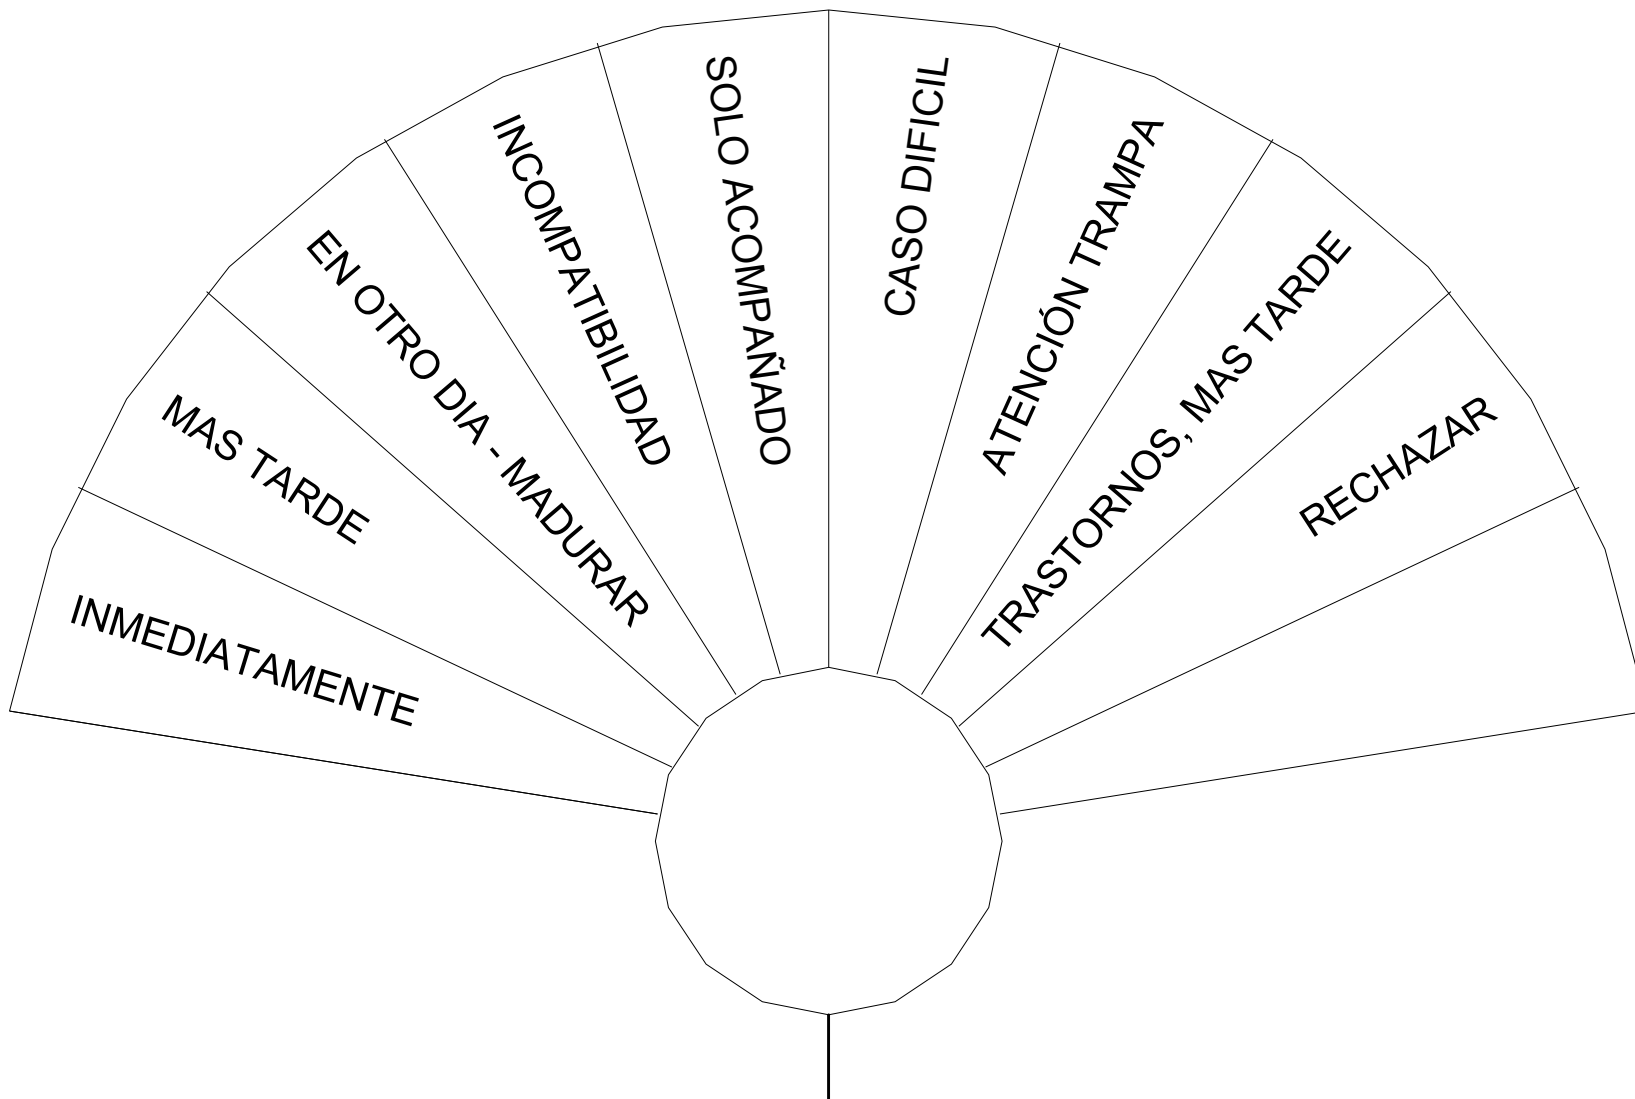 INMEDIATAMENTE
MAS TARDE
EN OTRO DIA - MADURAR
INCOMPATIBILIDAD
SOLO ACOMPAÑADO
CASO DIFICIL
ATENCIÓN TRAMPA
TRASTORNOS, MAS TARDE
RECHAZAR